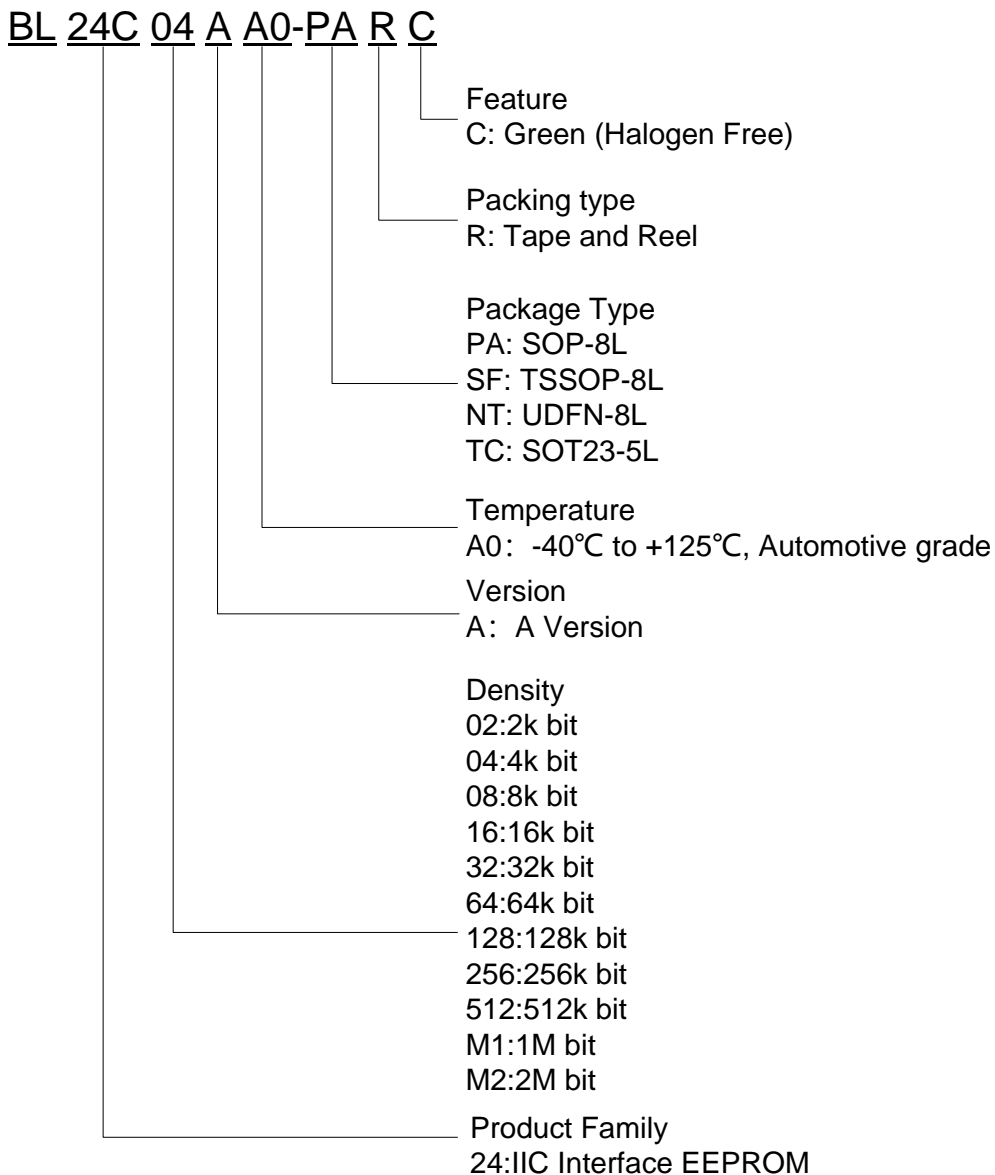 BL 24C 04 A A0-PA R C
Feature
C: Green (Halogen Free)
Packing type
R: Tape and Reel
Package Type
PA: SOP-8L
SF: TSSOP-8L
NT: UDFN-8L
TC: SOT23-5L
Temperature
A0： -40℃ to +125℃, Automotive grade
Version
A： A Version
Density
02:2k bit
04:4k bit
08:8k bit
16:16k bit
32:32k bit
64:64k bit
128:128k bit
256:256k bit
512:512k bit
M1:1M bit
M2:2M bit
Product Family
24:IIC Interface EEPROM